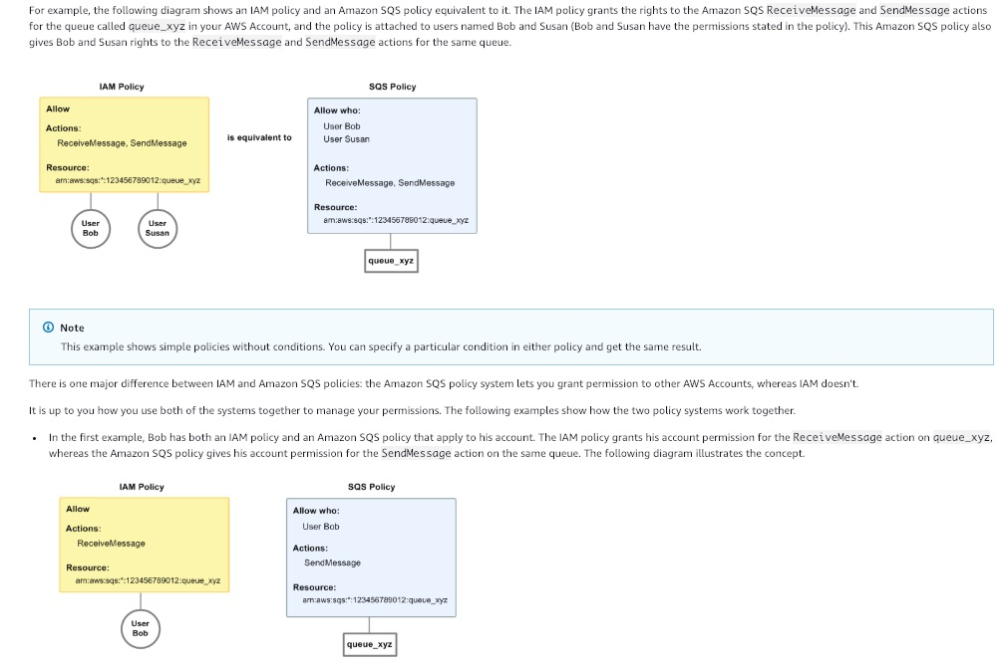 For example, the following diagram shows an IAM policy and an Amazon SQS policy equivalent to it. The IAM policy grants the rights to the Amazon SQS ReceiveMessage and SendMessage actions
for the queue called queue_xyz in your AWS Account, and the policy is attached to users named Bob and Susan (Bob and Susan have the permissions stated in the policy). This Amazon SQS policy also
gives Bob and Susan rights to the ReceiveMessage and SendMessage actions for the same queue.
IAM Policy
Allow
Actions:
ReceiveMessage, SendMessage
Resource:
arn:aws:sqs:*:123456789012:queue_xyz
User
Bob
User
Susan
is equivalent to
SQS Policy
Allow who:
User Bob
User Susan
Actions:
ReceiveMessage, SendMessage
Resource:
arn:aws:sqs:*:123456789012:queue_xyz
queue_xyz
Note
This example shows simple policies without conditions. You can specify a particular condition in either policy and get the same result.
There is one major difference between IAM and Amazon SQS policies: the Amazon SQS policy system lets you grant permission to other AWS Accounts, whereas IAM doesn't.
It is up to you how you use both of the systems together to manage your permissions. The following examples show how the two policy systems work together.
• In the first example, Bob has both an IAM policy and an Amazon SQS policy that apply to his account. The IAM policy grants his account permission for the ReceiveMessage action on queue_xyz,
whereas the Amazon SQS policy gives his account permission for the SendMessage action on the same queue. The following diagram illustrates the concept.
IAM Policy
Allow
Actions:
ReceiveMessage
Resource:
arn:aws:sqs:*:123456789012:queue_xyz
User
Bob
SQS Policy
Allow who:
User Bob
Actions:
SendMessage
Resource:
arn:aws:sqs:*:123456789012:queue_xyz
queue_xyz